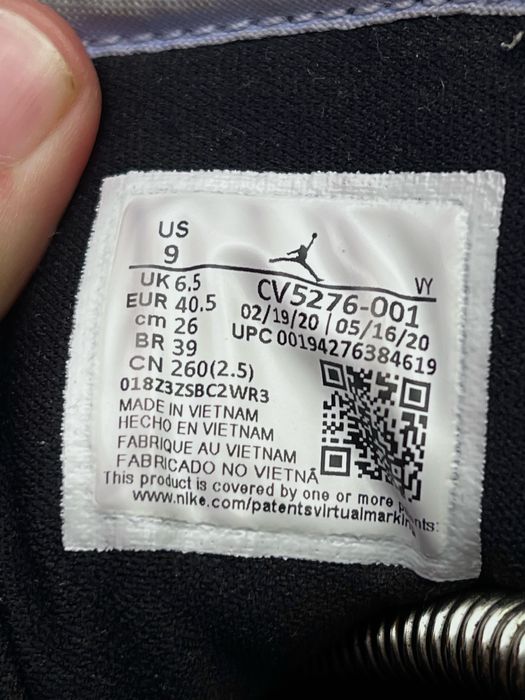 US
9
VY
UK 6.5
EUR 40.5
cm 26
BR 39
CN 260(2.5)
CV5276-001
02/19/20 | 05/16/20
UPC 00194276384619
018Z3ZSBC2WR3
MADE IN VIETNAM
HECHO EN VIETNAM
FABRIQUE AU VIETNAM
FABRICADO NO VIETNÃ
This product is covered by one or more
www.nike.com/patentsvirtualmarkin